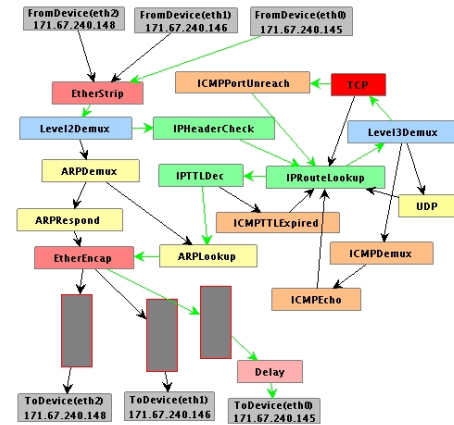 FromDevice(eth2)
171.67.240.148
FromDevice(eth1)
171.67.240.146
FromDevice(eth0)
171.67.240.145
EtherStrip
ICMPPortUnreach
TCP
Level2Demux
IPHeaderCheck
Level3Demux
ARPDemux
IPTTLDec
IPRouteLookup
ARPRespond
ICMPTTLExpired
UDP
EtherEncap
ARPLookup
ICMPDemux
ICMPEcho
Delay
ToDevice(eth2)
171.67.240.148
ToDevice(eth1)
171.67.240.146
ToDevice(eth0)
171.67.240.145